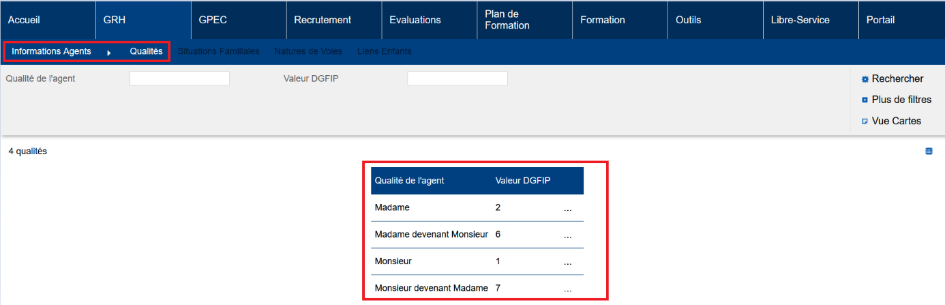 Accueil GRH GPEC Recrutement Evaluations Plan de Formation Formation Outils Libre-Service Portail
Informations Agents Qualités Situations Familiales Natures de Voies Liens Enfants
Qualité de l'agent Valeur DGFIP Rechercher
Plus de filtres
Vue Cartes
4 qualités
Qualité de l'agent Valeur DGFIP
Madame 2 ...
Madame devenant Monsieur 6 ...
Monsieur 1 ...
Monsieur devenant Madame 7 ...